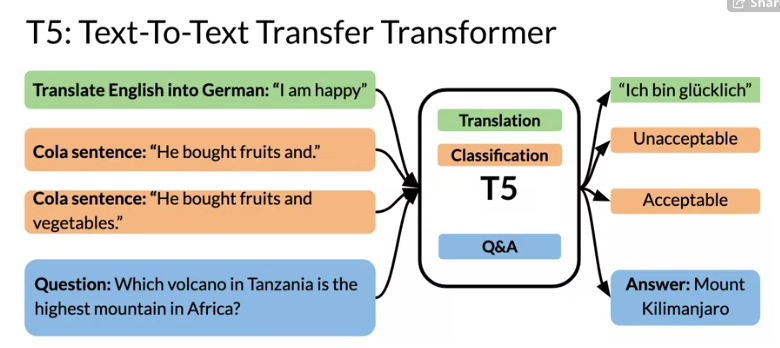 Shar
T5: Text-To-Text Transfer Transformer
Translate English into German: “I am happy”
Cola sentence: “He bought fruits and.”
Cola sentence: “He bought fruits and
vegetables.”
Question: Which volcano in Tanzania is the
highest mountain in Africa?
Translation
Classification
T5
Q&A
“Ich bin glücklich”
Unacceptable
Acceptable
Answer: Mount
Kilimanjaro